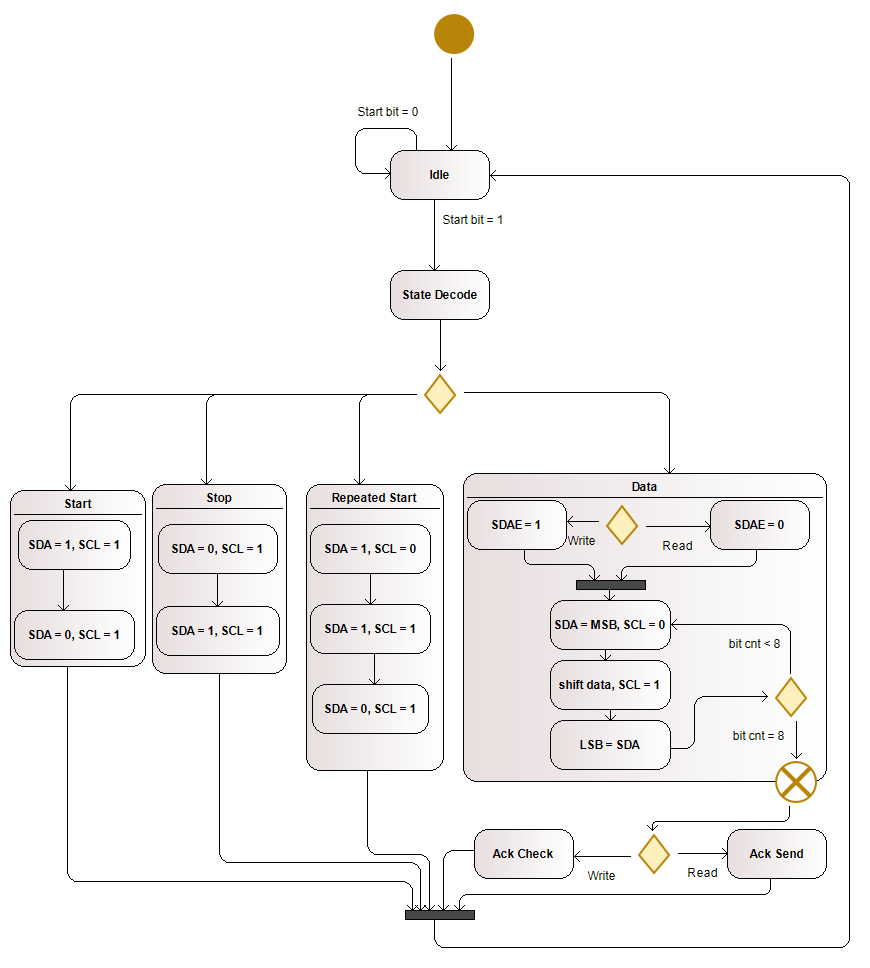 Start bit = 0
Idle
Start bit = 1
State Decode
Start
SDA = 1, SCL = 1
SDA = 0, SCL = 1
Stop
SDA = 0, SCL = 1
SDA = 1, SCL = 1
Repeated Start
SDA = 1, SCL = 0
SDA = 1, SCL = 1
SDA = 0, SCL = 1
Data
SDAE = 1
Write
Read
SDAE = 0
SDA = MSB, SCL = 0
bit cnt < 8
shift data, SCL = 1
LSB = SDA
bit cnt = 8
Ack Check
Write
Read
Ack Send